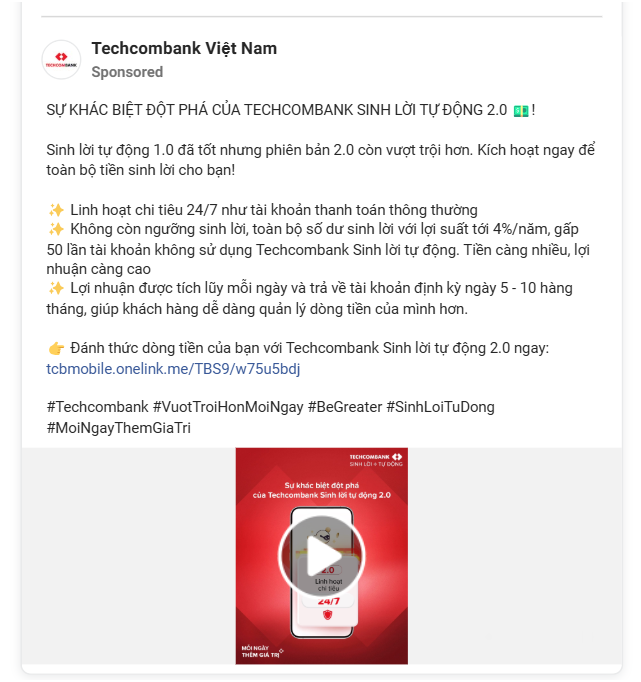 TECHCOMBANK
Techcombank Việt Nam
Sponsored
SỰ KHÁC BIỆT ĐỘT PHÁ CỦA TECHCOMBANK SINH LỜI TỰ ĐỘNG 2.0 💵 !
Sinh lời tự động 1.0 đã tốt nhưng phiên bản 2.0 còn vượt trội hơn. Kích hoạt ngay để
toàn bộ tiền sinh lời cho bạn!
✨ Linh hoạt chi tiêu 24/7 như tài khoản thanh toán thông thường
✨ Không còn ngưỡng sinh lời, toàn bộ số dư sinh lời với lợi suất tới 4%/năm, gấp
50 lần tài khoản không sử dụng Techcombank Sinh lời tự động. Tiền càng nhiều, lợi
nhuận càng cao
✨ Lợi nhuận được tích lũy mỗi ngày và trả về tài khoản định kỳ ngày 5 - 10 hàng
tháng, giúp khách hàng dễ dàng quản lý dòng tiền của mình hơn.
👉 Đánh thức dòng tiền của bạn với Techcombank Sinh lời tự động 2.0 ngay:
tcbmobile.onelink.me/TBS9/w75u5bdj
#Techcombank #VuotTroiHonMoiNgay #BeGreater #SinhLoiTuDong
#MoiNgayThemGiaTri
TECHCOMBANK
SINH LỜI + TỰ ĐỘNG
Sự khác biệt đột phá
của Techcombank Sinh lời tự động 2.0
2.0
Linh hoạt
chi tiêu
24/7
MỖI NGÀY
THÊM GIÁ TRỊ